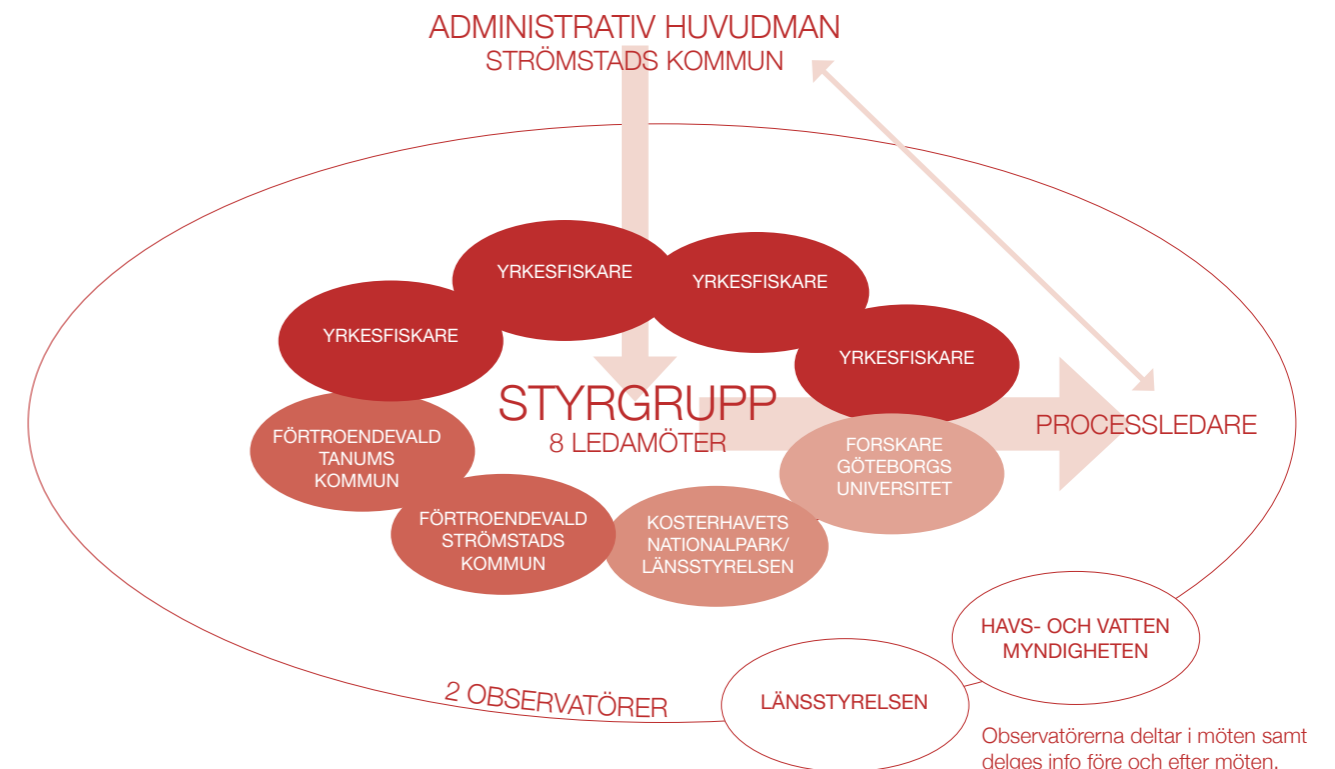 ADMINISTRATIV HUVUDMAN
STRÖMSTADS KOMMUN
YRKESFISKARE
YRKESFISKARE
YRKESFISKARE
YRKESFISKARE
STYRGRUPP
8 LEDAMÖTER
PROCESSLEDARE
FÖRTROENDEVALD
TANUMS
KOMMUN
FORSKARE
GÖTEBORGS
UNIVERSITET
FÖRTROENDEVALD
STRÖMSTADS
KOMMUN
KOSTERHAVETS
NATIONALPARK/
LÄNSSTYRELSEN
HAVS- OCH VATTEN
MYNDIGHETEN
2 OBSERVATÖRER
LÄNSSTYRELSEN
Observatörerna deltar i möten samt
delges info före och efter möten.